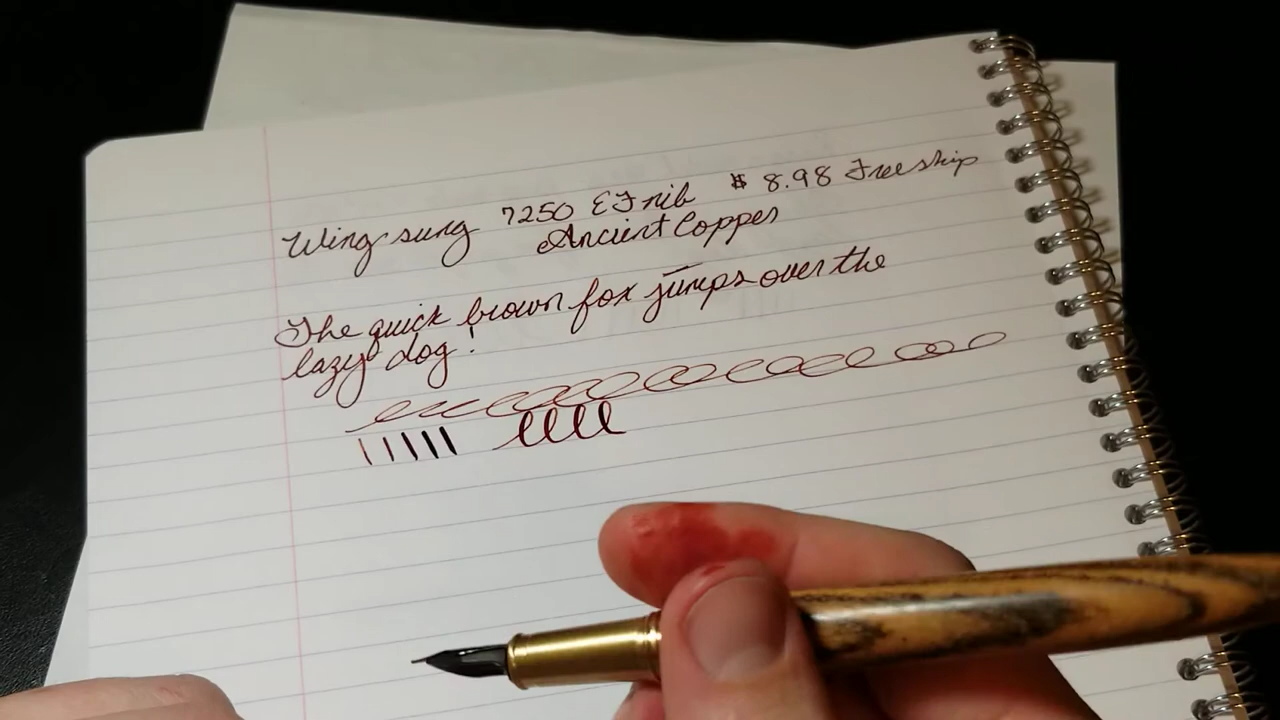 Wing sung 7250 EF nib $8.98 Free ship
Ancient Copper
The quick brown fox jumps over the
lazy dog!